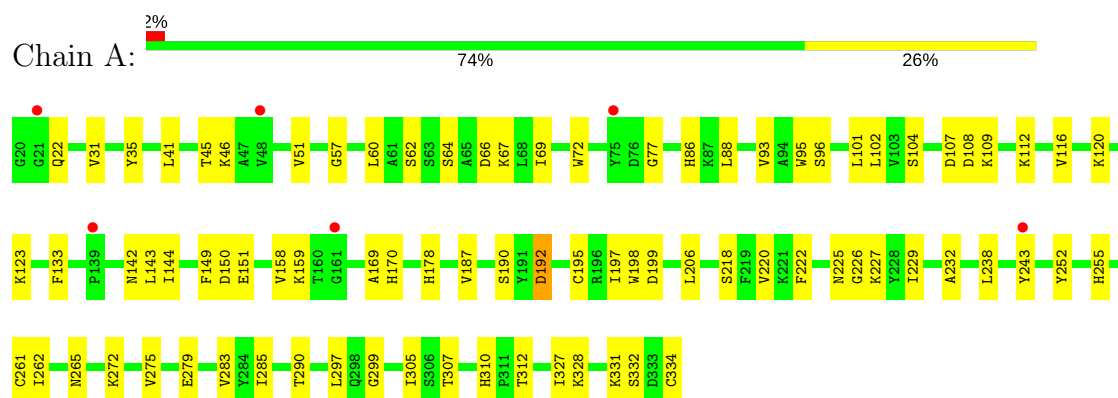 2%
Chain A:
74% 26%
G20 G21 Q22 V31 V35 L41 T45 K46 A47 V48 V51 G57 L60 A61 S62 S63 S64 A65 D66 K67 L68 I69 W72 Y75 D76 G77 H86 K87 L88 V93 A94 W95 S96 L101 L102 V103 S104 D107 D108 K109 K112 V116 K120
K123 F133 P139 N142 L143 I144 F149 D150 E151 V158 K159 T160 G161 A169 H170 H178 V187 S190 Y191 D192 C195 R196 I197 W198 D199 L206 S218 F219 V220 K221 F222 N225 G226 K227 Y228 I229 A232 L238 Y243 Y252 H255
C261 I262 N265 K272 V275 E279 V283 Y284 I285 T290 L297 Q298 G299 I305 S306 T307 H310 P311 T312 I327 K328 K331 S332 D333 C334